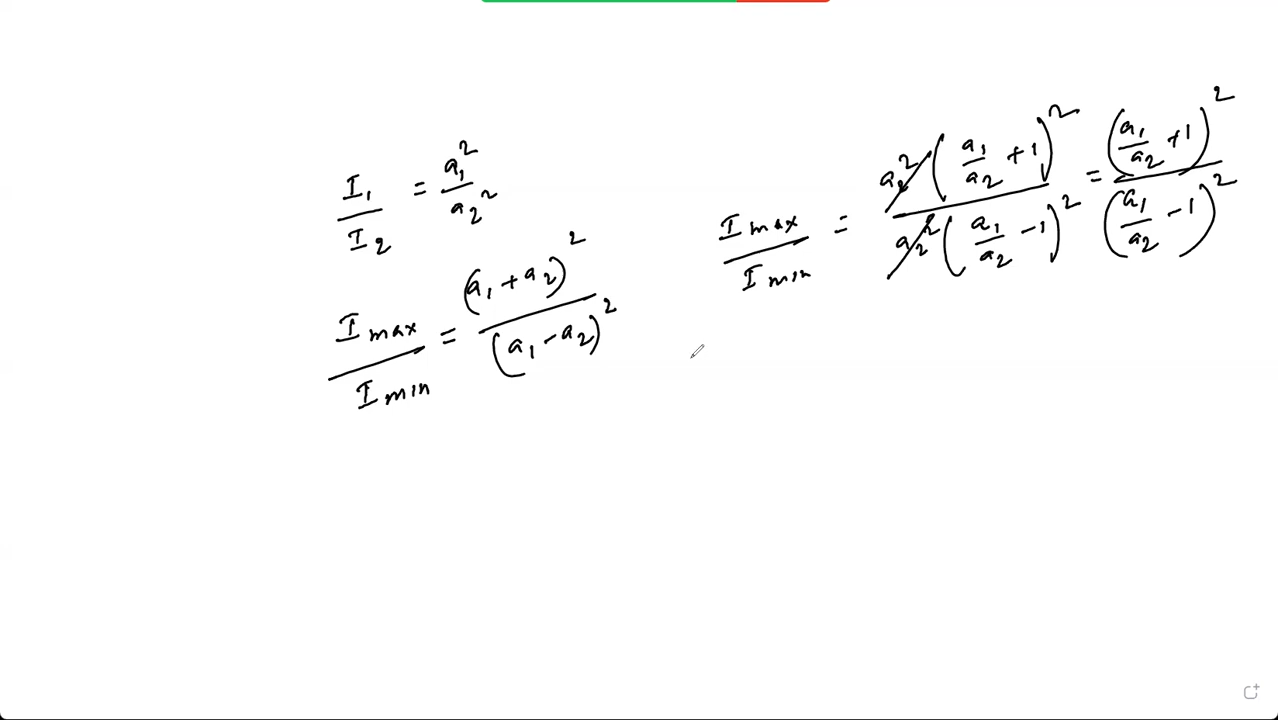 I₁/I₂ = a₁²/a₂²
Imax/Imin = (a₁ + a₂)²/(a₁ − a₂)²
Imax/Imin = a₂²(a₁/a₂ + 1)²/a₂²(a₁/a₂ − 1)² = (a₁/a₂ + 1)²/(a₁/a₂ − 1)²